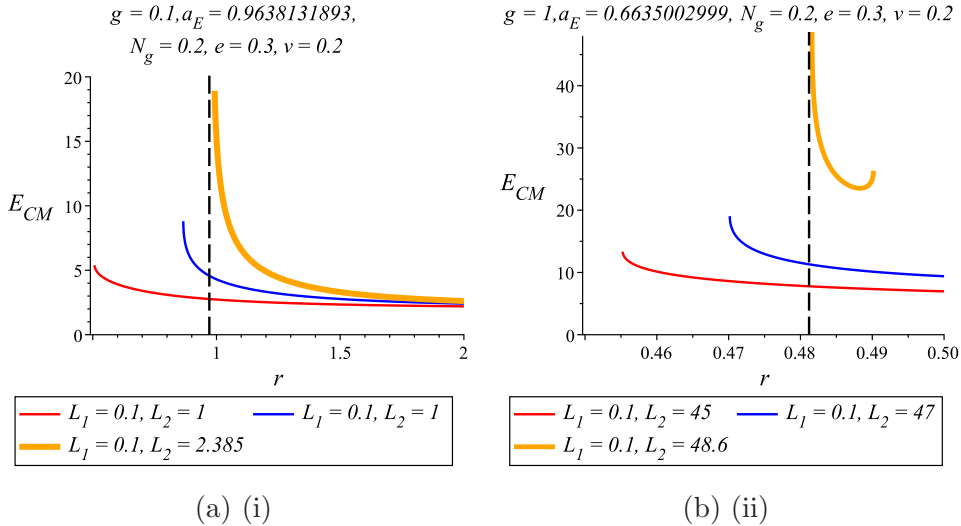 g = 0.1, a_E = 0.9638131893,
N_g = 0.2, e = 0.3, v = 0.2
20
15
10
5
0
E_CM
1
1.5
2
r
L_1 = 0.1, L_2 = 1
L_1 = 0.1, L_2 = 1
L_1 = 0.1, L_2 = 2.385
(a) (i)
g = 1, a_E = 0.6635002999, N_g = 0.2, e = 0.3, v = 0.2
40
30
20
10
0
E_CM
0.46
0.47
0.48
0.49
0.50
r
L_1 = 0.1, L_2 = 45
L_1 = 0.1, L_2 = 47
L_1 = 0.1, L_2 = 48.6
(b) (ii)